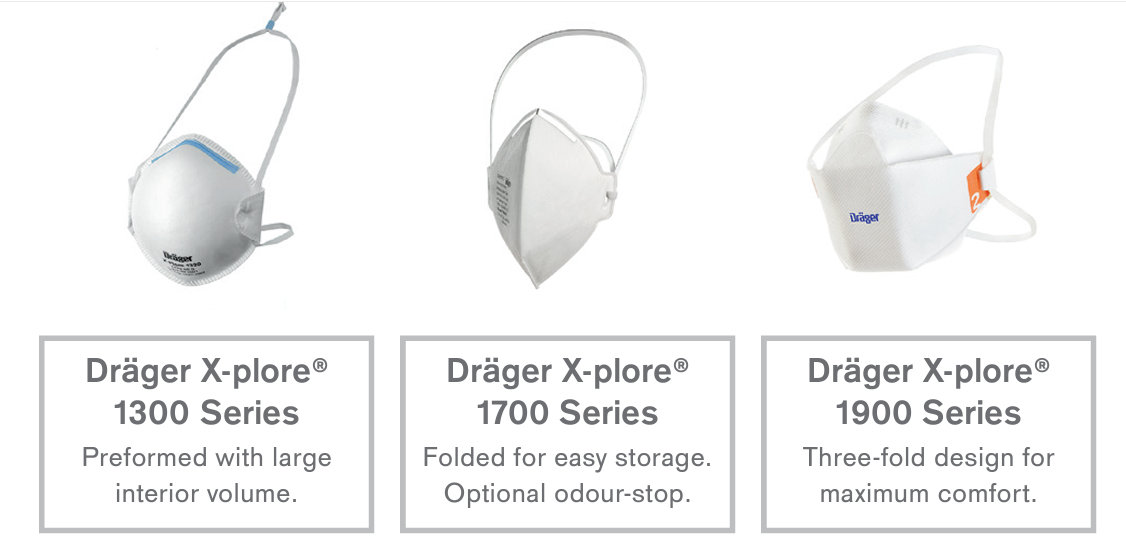 Dräger
Dräger
2
Dräger X-plore®
1300 Series
Preformed with large
interior volume.
Dräger X-plore®
1700 Series
Folded for easy storage.
Optional odour-stop.
Dräger X-plore®
1900 Series
Three-fold design for
maximum comfort.